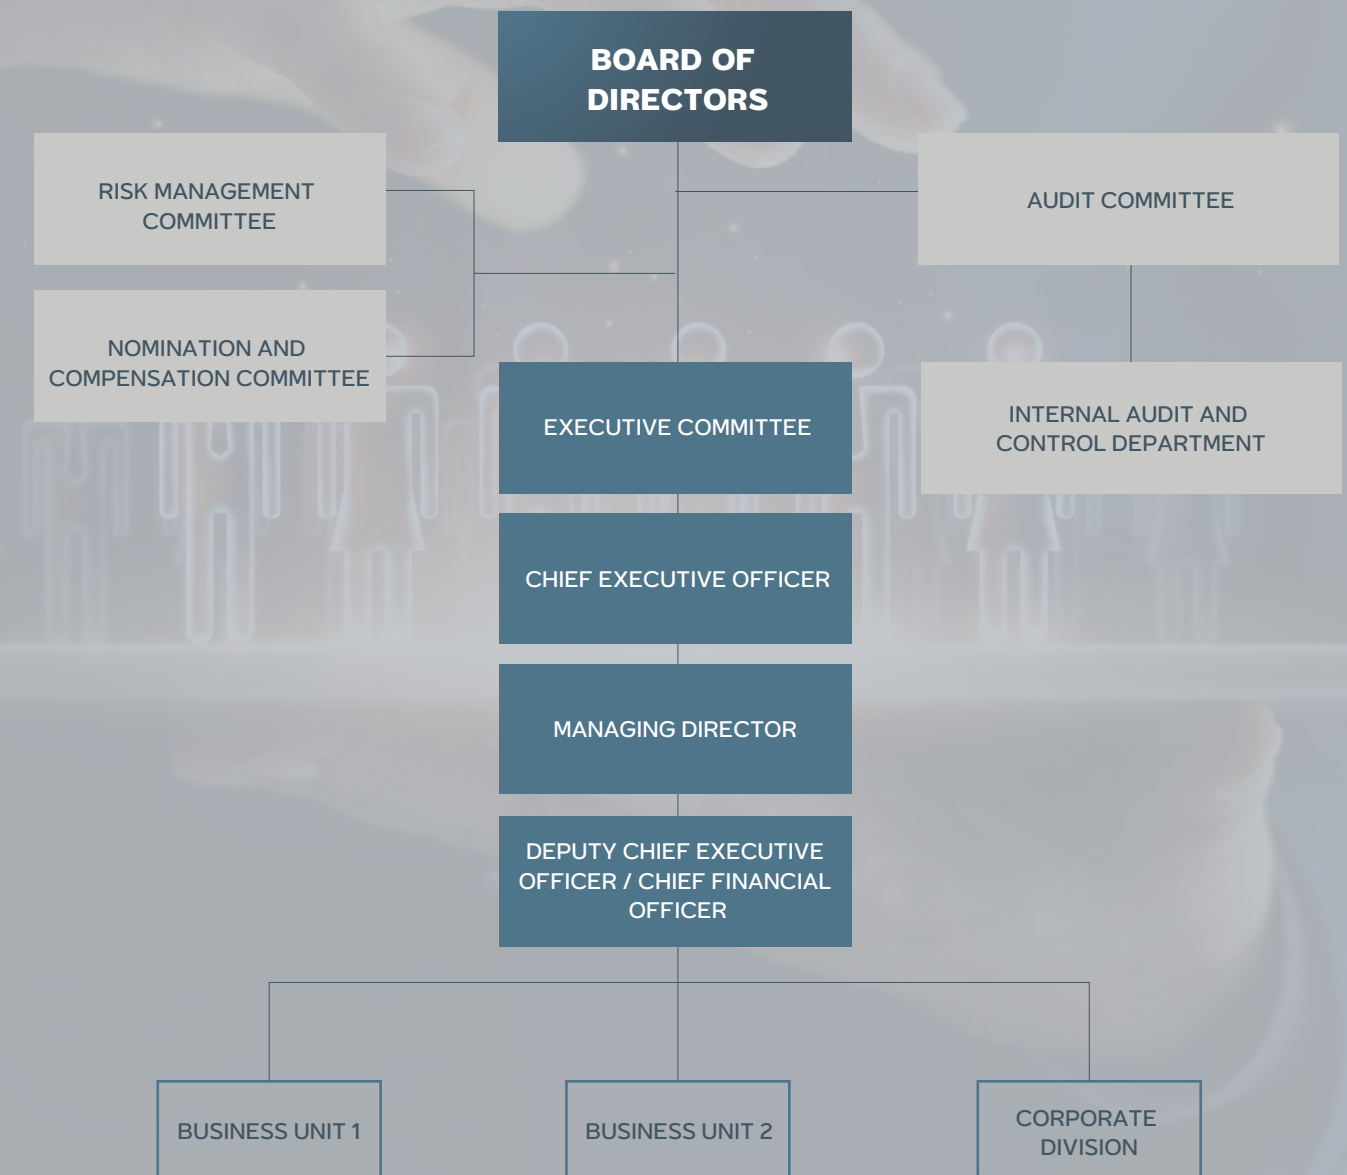 BOARD OF
DIRECTORS
RISK MANAGEMENT
COMMITTEE
AUDIT COMMITTEE
NOMINATION AND
COMPENSATION COMMITTEE
EXECUTIVE COMMITTEE
INTERNAL AUDIT AND
CONTROL DEPARTMENT
CHIEF EXECUTIVE OFFICER
MANAGING DIRECTOR
DEPUTY CHIEF EXECUTIVE
OFFICER / CHIEF FINANCIAL
OFFICER
BUSINESS UNIT 1
BUSINESS UNIT 2
CORPORATE
DIVISION